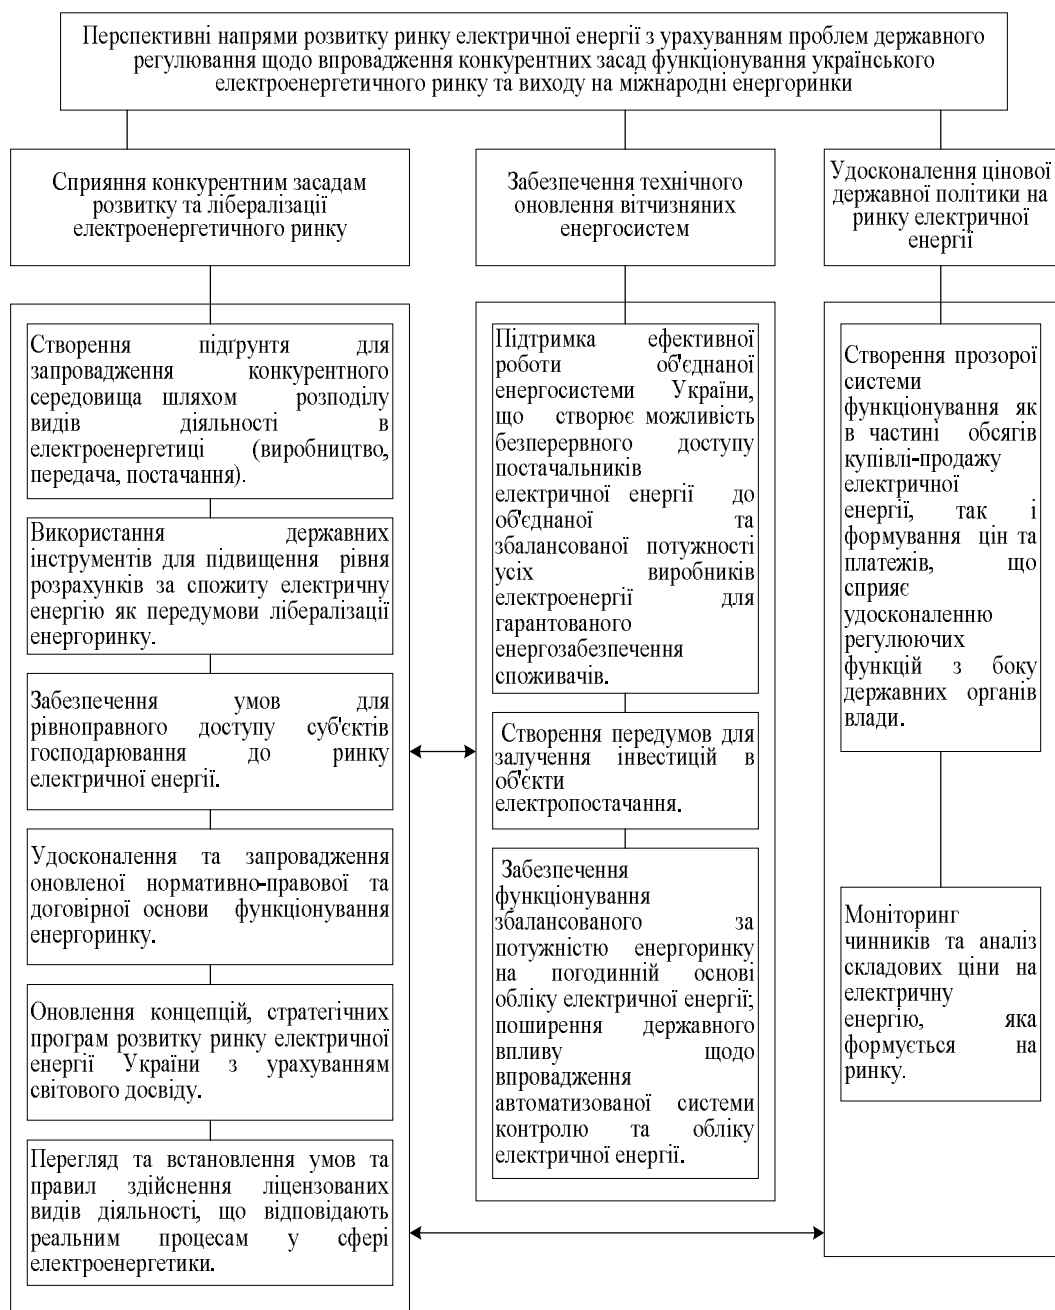 Перспективні напрями розвитку ринку електричної енергії з урахуванням проблем державного
регулювання щодо впровадження конкурентних засад функціонування українського
електроенергетичного ринку та виходу на міжнародні енергоринки
Сприяння конкурентним засадам
розвитку та лібералізації
електроенергетичного ринку
Створення підґрунтя для
запровадження конкурентного
середовища шляхом розподілу
видів діяльності в
електроенергетиці (виробництво,
передача, постачання).
Використання державних
інструментів для підвищення рівня
розрахунків за спожиту електричну
енергію як передумови лібералізації
енергоринку.
Забезпечення умов для
рівноправного доступу суб'єктів
господарювання до ринку
електричної енергії.
Удосконалення та запровадження
оновленої нормативно-правової та
договірної основи функціонування
енергоринку.
Оновлення концепцій, стратегічних
програм розвитку ринку електричної
енергії України з урахуванням
світового досвіду.
Перегляд та встановлення умов та
правил здійснення ліцензованих
видів діяльності, що відповідають
реальним процесам у сфері
електроенергетики.
Забезпечення технічного
оновлення вітчизняних
енергосистем
Підтримка ефективної
роботи об'єднаної
енергосистеми України,
що створює можливість
безперервного доступу
постачальників
електричної енергії до
об'єднаної та
збалансованої потужності
усіх виробників
електроенергії для
гарантованого
енергозабезпечення
споживачів.
Створення передумов для
залучення інвестицій в
об'єкти
електропостачання.
Забезпечення
функціонування
збалансованого за
потужністю енергоринку
на погодинній основі
обліку електричної енергії;
поширення державного
впливу щодо
впровадження
автоматизованої системи
контролю та обліку
електричної енергії.
Удосконалення цінової
державної політики на
ринку електричної
енергії
Створення прозорої
системи
функціонування як
в частині обсягів
купівлі-продажу
електричної
енергії, так і
формування цін та
платежів, що
сприяє
удосконаленню
регулюючих
функцій з боку
державних органів
влади.
Моніторинг
чинників та аналіз
складових ціни на
електричну
енергію, яка
формується на
ринку.